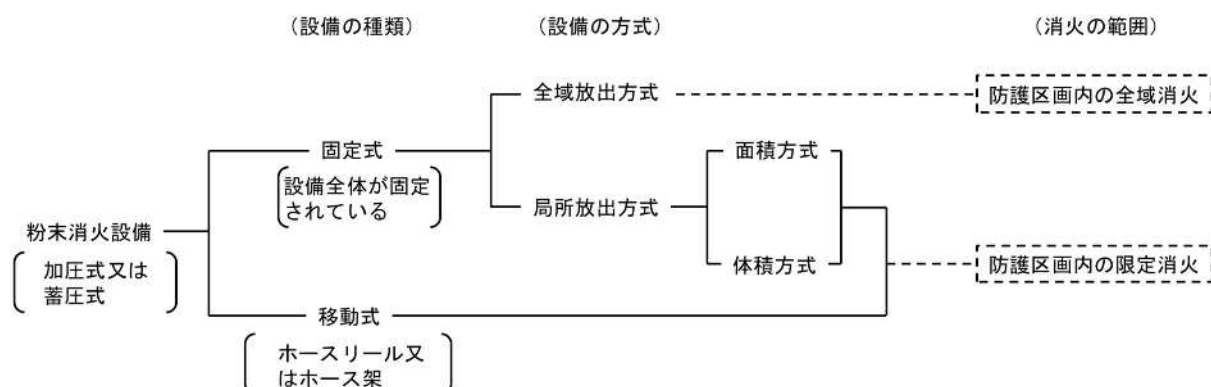 （設備の種類）
（設備の方式）
（消火の範囲）
全域放出方式
防護区画内の全域消火
固定式
設備全体が固定
されている
面積方式
局所放出方式
体積方式
粉末消火設備
加圧式又は
蓄圧式
防護区画内の限定消火
移動式
ホースリール又
はホース架